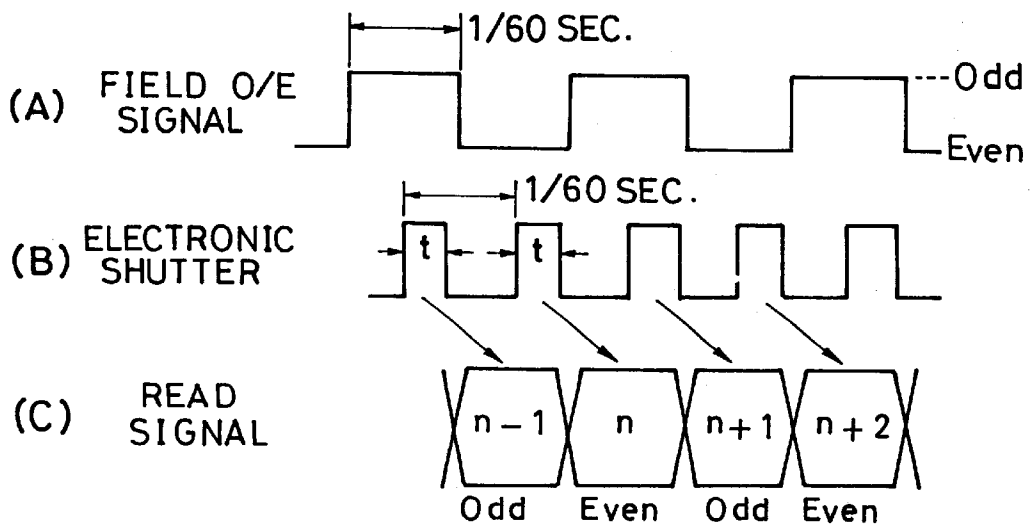 1/60 SEC.
(A) FIELD O/E
SIGNAL
---Odd
Even
1/60 SEC.
(B) ELECTRONIC
SHUTTER
t
t
(C) READ
SIGNAL
n-1
n
n+1
n+2
Odd
Even
Odd
Even